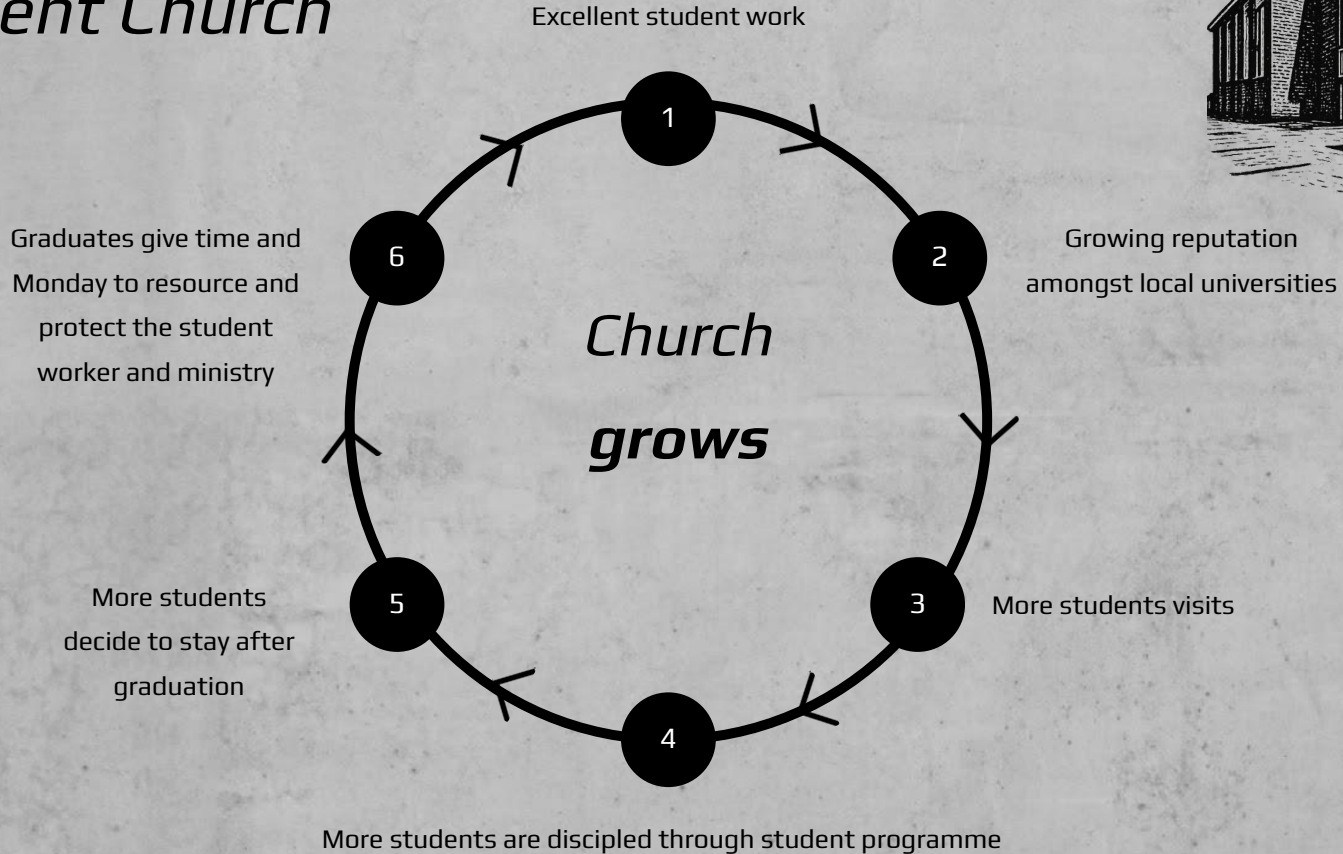 ent Church
Excellent student work
1
2
Growing reputation
amongst local universities
3
More students visits
4
More students are discipled through student programme
5
More students
decide to stay after
graduation
6
Graduates give time and
Monday to resource and
protect the student
worker and ministry
Church
grows